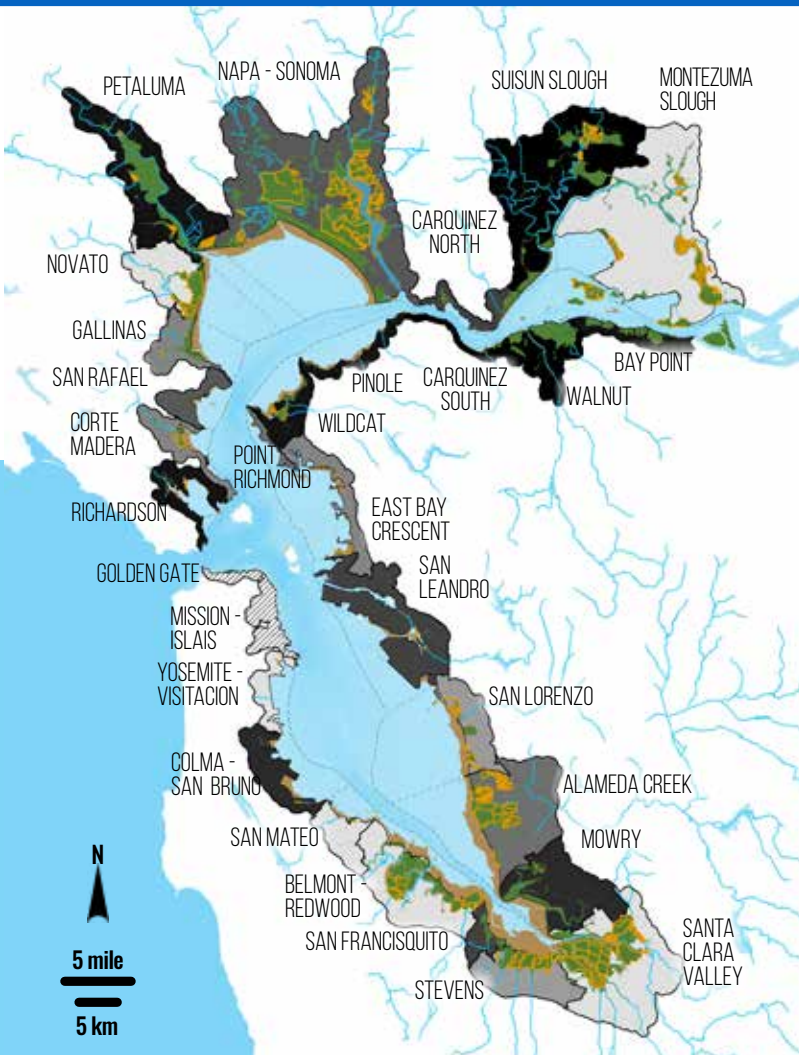 PETALUMA
NAPA - SONOMA
SUISUN SLOUGH
MONTEZUMA
SLOUGH
CARQUINEZ
NORTH
NOVATO
GALLINAS
SAN RAFAEL
CORTE
MADERA
RICHARDSON
PINOLE
CARQUINEZ
SOUTH
WALNUT
BAY POINT
WILDCAT
POINT
RICHMOND
EAST BAY
CRESCENT
SAN
LEANDRO
GOLDEN GATE
MISSION -
ISLAIS
YOSEMITE -
VISITACION
SAN LORENZO
COLMA -
SAN BRUNO
ALAMEDA CREEK
SAN MATEO
MOWRY
BELMONT -
REDWOOD
SAN FRANCISQUITO
STEVENS
SANTA
CLARA
VALLEY
N
5 mile
5 km